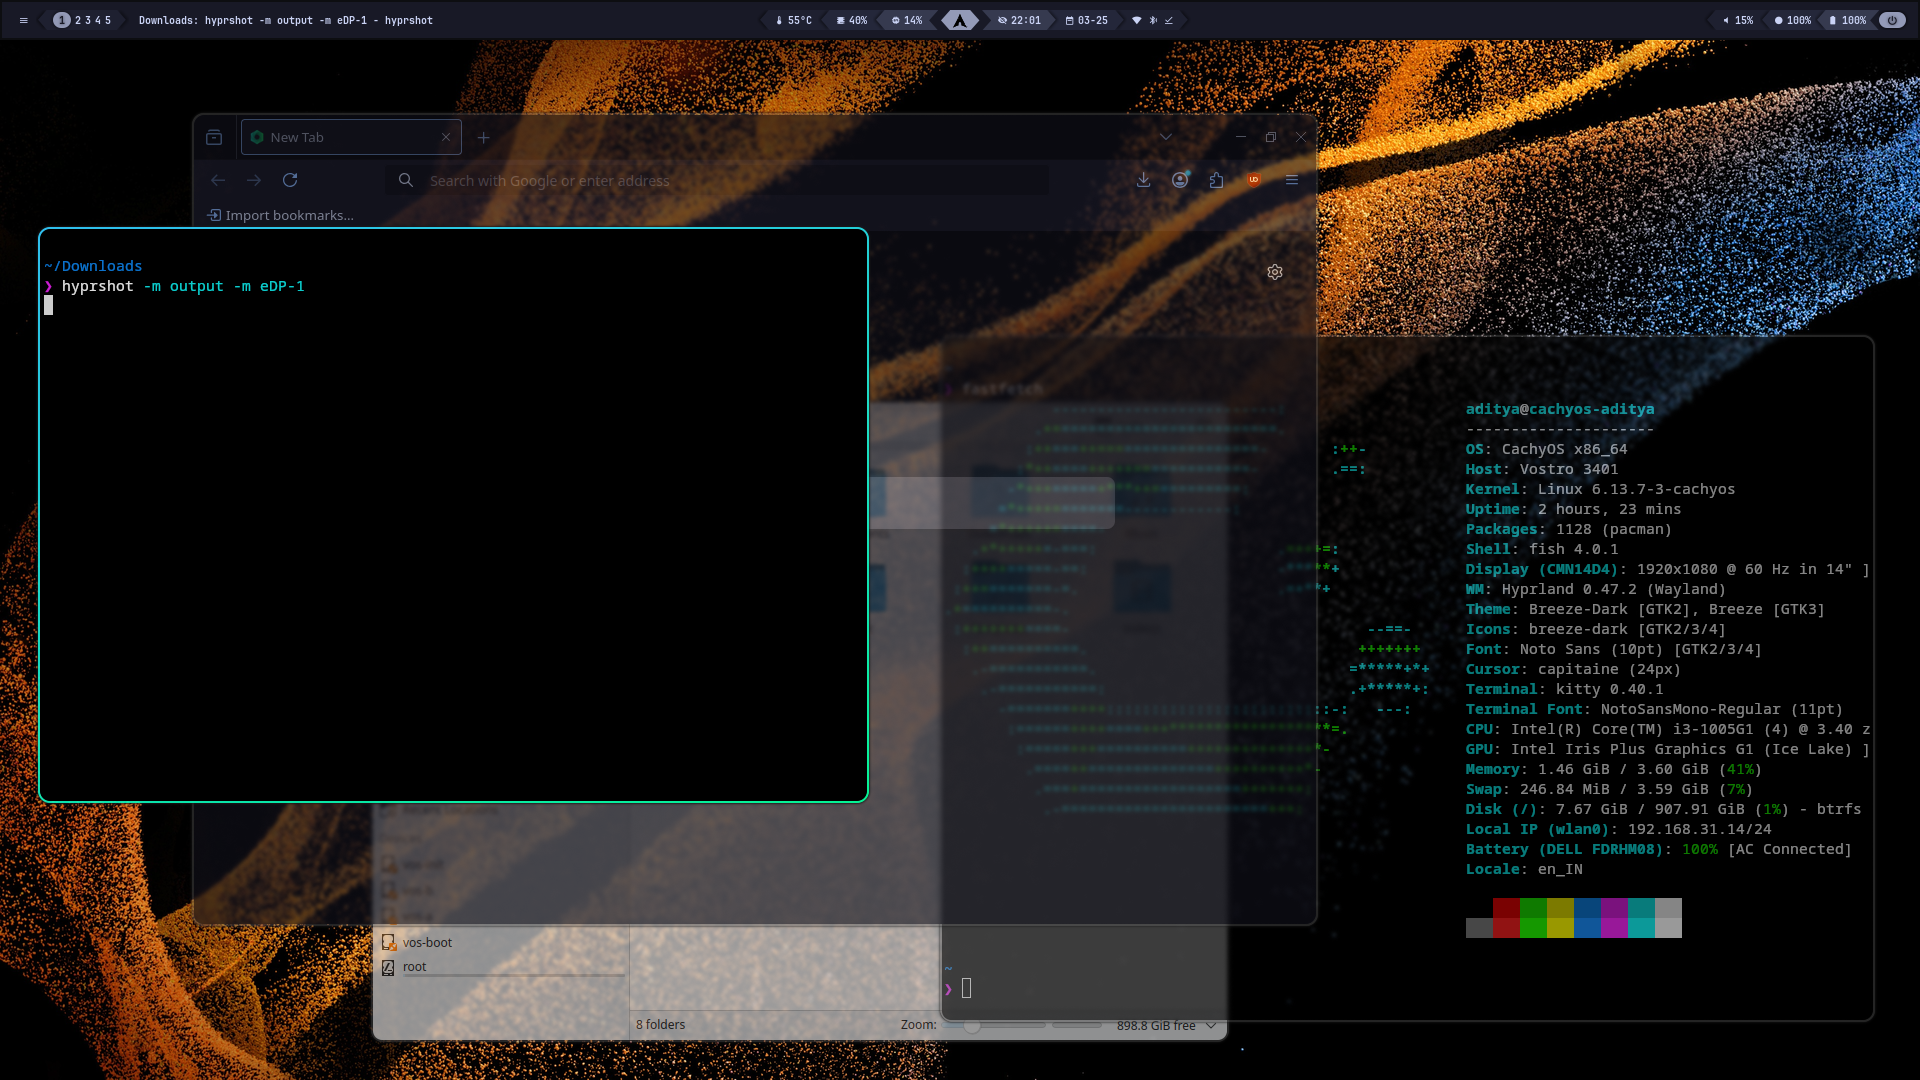 1 2 3 4 5 Downloads: hyprshot -m output -m eDP-1 - hyprshot 55°C 40% 14% 22:01 03-25 15% 100% 100%
New Tab
Search with Google or enter address
UD
Import bookmarks...
~/Downloads
❯ hyprshot -m output -m eDP-1
fastfetch
aditya@cachyos-aditya
---------------------
OS: CachyOS x86_64
Host: Vostro 3401
Kernel: Linux 6.13.7-3-cachyos
Uptime: 2 hours, 23 mins
Packages: 1128 (pacman)
Shell: fish 4.0.1
Display (CMN14D4): 1920x1080 @ 60 Hz in 14" ]
WM: Hyprland 0.47.2 (Wayland)
Theme: Breeze-Dark [GTK2], Breeze [GTK3]
Icons: breeze-dark [GTK2/3/4]
Font: Noto Sans (10pt) [GTK2/3/4]
Cursor: capitaine (24px)
Terminal: kitty 0.40.1
Terminal Font: NotoSansMono-Regular (11pt)
CPU: Intel(R) Core(TM) i3-1005G1 (4) @ 3.40 z
GPU: Intel Iris Plus Graphics G1 (Ice Lake) ]
Memory: 1.46 GiB / 3.60 GiB (41%)
Swap: 246.84 MiB / 3.59 GiB (7%)
Disk (/): 7.67 GiB / 907.91 GiB (1%) - btrfs
Local IP (wlan0): 192.168.31.14/24
Battery (DELL FDRHM08): 100% [AC Connected]
Locale: en_IN
~
❯
vos-boot
root
8 folders Zoom: 898.8 GiB free